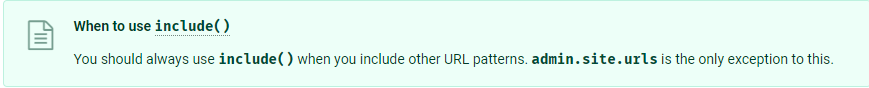 When to use include()
You should always use include() when you include other URL patterns. admin.site.urls is the only exception to this.